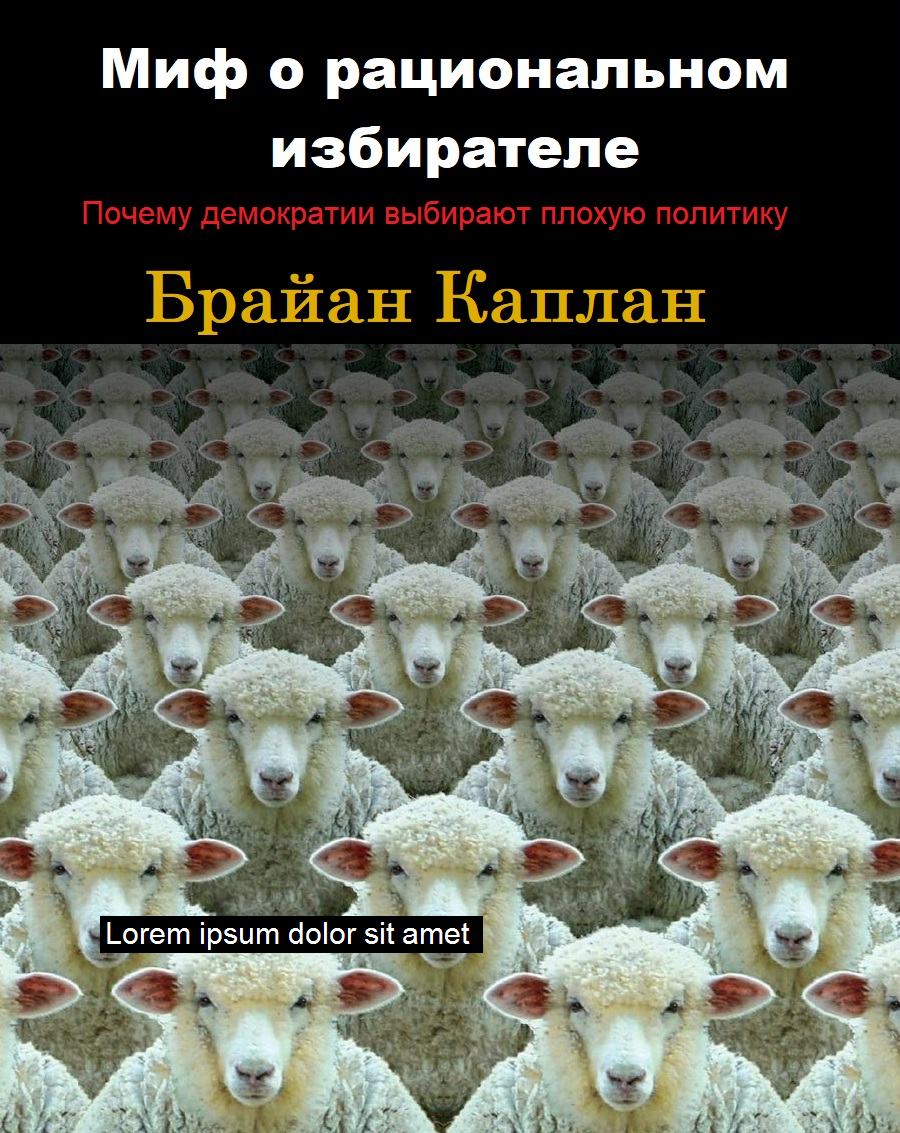 Миф о рациональном
избирателе
Почему демократии выбирают плохую политику
Брайан Каплан
Lorem ipsum dolor sit amet